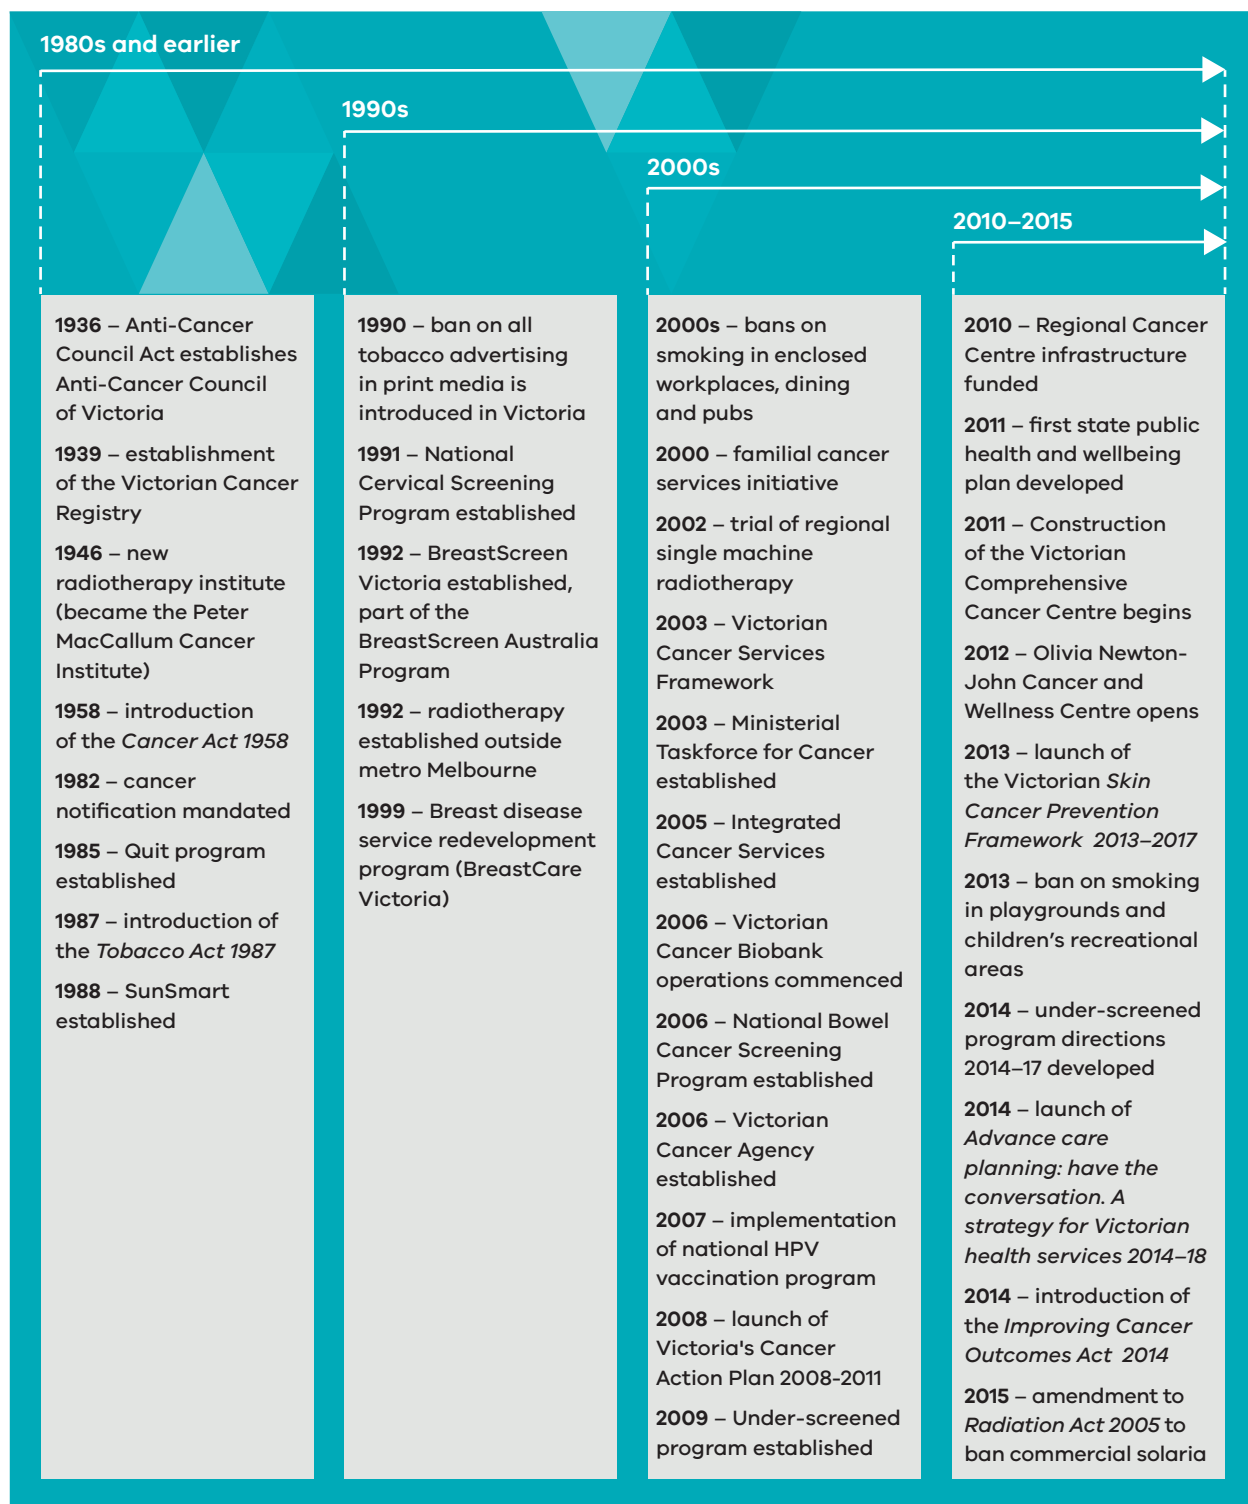 1980s and earlier
1990s
2000s
2010–2015
1936 – Anti-Cancer
Council Act establishes
Anti-Cancer Council
of Victoria
1939 – establishment
of the Victorian Cancer
Registry
1946 – new
radiotherapy institute
(became the Peter
MacCallum Cancer
Institute)
1958 – introduction
of the Cancer Act 1958
1982 – cancer
notification mandated
1985 – Quit program
established
1987 – introduction of
the Tobacco Act 1987
1988 – SunSmart
established
1990 – ban on all
tobacco advertising
in print media is
introduced in Victoria
1991 – National
Cervical Screening
Program established
1992 – BreastScreen
Victoria established,
part of the
BreastScreen Australia
Program
1992 – radiotherapy
established outside
metro Melbourne
1999 – Breast disease
service redevelopment
program (BreastCare
Victoria)
2000s – bans on
smoking in enclosed
workplaces, dining
and pubs
2000 – familial cancer
services initiative
2002 – trial of regional
single machine
radiotherapy
2003 – Victorian
Cancer Services
Framework
2003 – Ministerial
Taskforce for Cancer
established
2005 – Integrated
Cancer Services
established
2006 – Victorian
Cancer Biobank
operations commenced
2006 – National Bowel
Cancer Screening
Program established
2006 – Victorian
Cancer Agency
established
2007 – implementation
of national HPV
vaccination program
2008 – launch of
Victoria's Cancer
Action Plan 2008-2011
2009 – Under-screened
program established
2010 – Regional Cancer
Centre infrastructure
funded
2011 – first state public
health and wellbeing
plan developed
2011 – Construction
of the Victorian
Comprehensive
Cancer Centre begins
2012 – Olivia Newton-
John Cancer and
Wellness Centre opens
2013 – launch of
the Victorian Skin
Cancer Prevention
Framework 2013–2017
2013 – ban on smoking
in playgrounds and
children’s recreational
areas
2014 – under-screened
program directions
2014–17 developed
2014 – launch of
Advance care
planning: have the
conversation. A
strategy for Victorian
health services 2014–18
2014 – introduction of
the Improving Cancer
Outcomes Act 2014
2015 – amendment to
Radiation Act 2005 to
ban commercial solaria